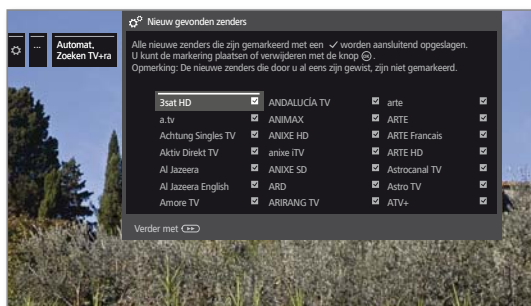 Nieuw gevonden zenders
...
Automat.
Zoeken TV+ra
Alle nieuwe zenders die zijn gemarkeerd met een ✓ worden aansluitend opgeslagen.
U kunt de markering plaatsen of verwijderen met de knop OK.
Opmerking: De nieuwe zenders die door u al eens zijn gewist, zijn niet gemarkeerd.
3sat HD ANDALUCÍA TV arte
a.tv ANIMAX ARTE
Achtung Singles TV ANIXE HD ARTE Francais
Aktiv Direkt TV anixe iTV ARTE HD
Al Jazeera ANIXE SD Astrocanal TV
Al Jazeera English ARD Astro TV
Amore TV ARIRANG TV ATV+
Verder met